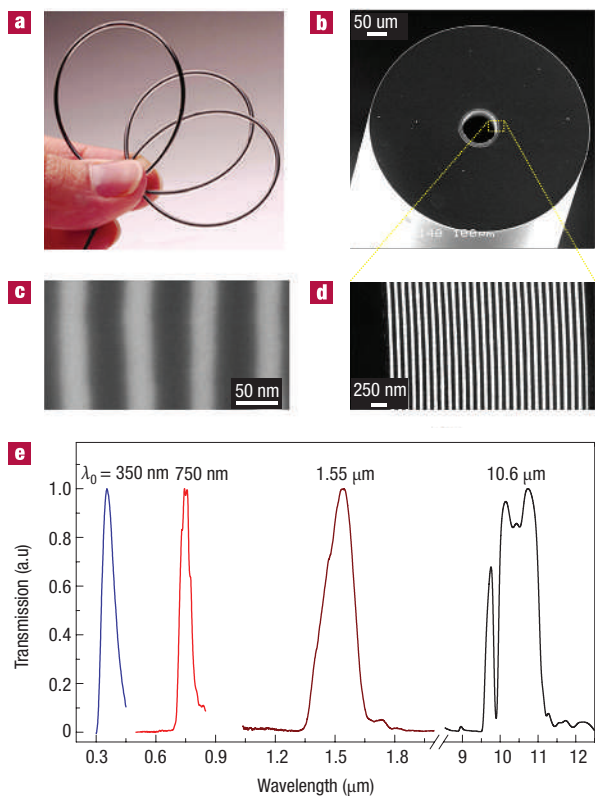 a
b
50 um
140 100µm
c
50 nm
d
250 nm
e
λ0 = 350 nm
750 nm
1.55 µm
10.6 µm
Transmission (a.u)
1.0
0.8
0.6
0.4
0.2
0
0.3
0.6
0.9
1.2
1.5
1.8
9
10
11
12
Wavelength (µm)